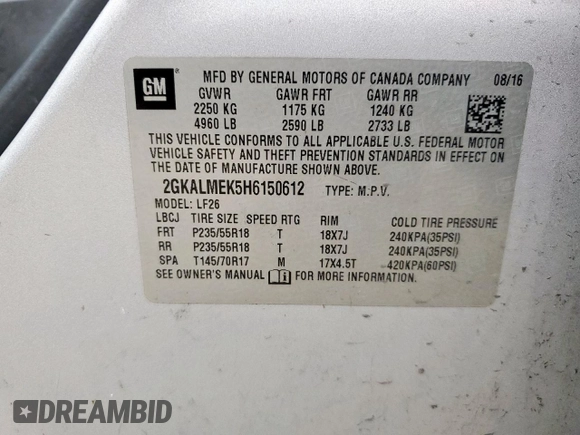 GM
MFD BY GENERAL MOTORS OF CANADA COMPANY 08/16
GVWR GAWR FRT GAWR RR
2250 KG 1175 KG 1240 KG
4960 LB 2590 LB 2733 LB
THIS VEHICLE CONFORMS TO ALL APPLICABLE U.S. FEDERAL MOTOR
VEHICLE SAFETY AND THEFT PREVENTION STANDARDS IN EFFECT ON
THE DATE OF MANUFACTURE SHOWN ABOVE.
2GKALMEK5H6150612 TYPE: M.P.V.
MODEL: LF26
LBCJ TIRE SIZE SPEED RTG RIM COLD TIRE PRESSURE
FRT P235/55R18 T 18X7J 240KPA(35PSI)
RR P235/55R18 T 18X7J 240KPA(35PSI)
SPA T145/70R17 M 17X4.5T 420KPA(60PSI)
SEE OWNER'S MANUAL FOR MORE INFORMATION.
DREAMBID